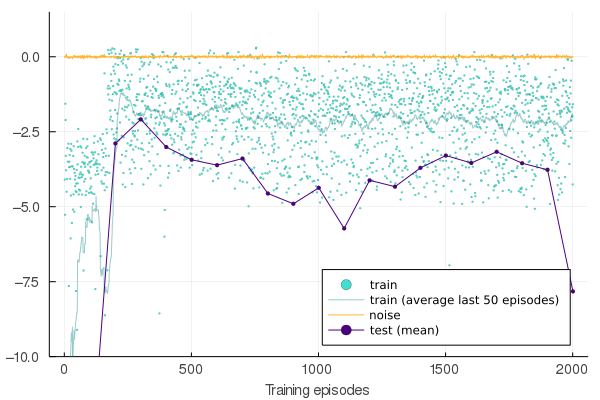 0.0
−2.5
−5.0
−7.5
−10.0
train
train (average last 50 episodes)
noise
test (mean)
0 500 1000 1500 2000
Training episodes